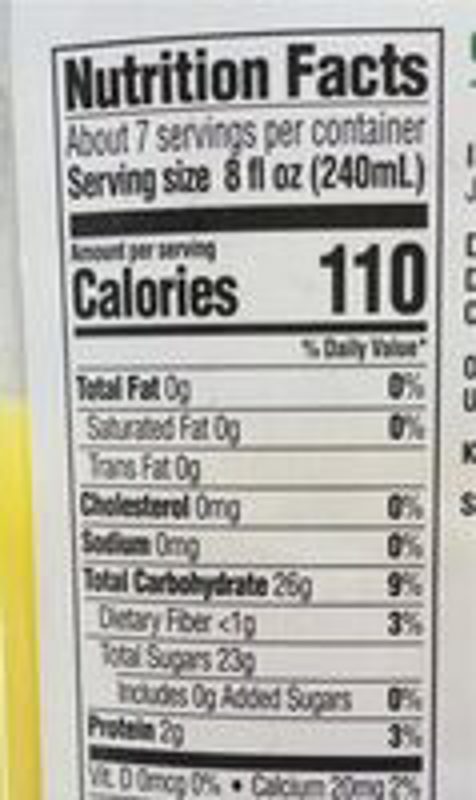 Nutrition Facts
About 7 servings per container
Serving size 8 fl oz (240mL)
Amount per serving
Calories 110
% Daily Value*
Total Fat 0g 0%
Saturated Fat 0g 0%
Trans Fat 0g
Cholesterol 0mg 0%
Sodium 0mg 0%
Total Carbohydrate 26g 9%
Dietary Fiber <1g 3%
Total Sugars 23g
Includes 0g Added Sugars 0%
Protein 2g 3%
Vit. D 0mcg 0% • Calcium 20mg 2%